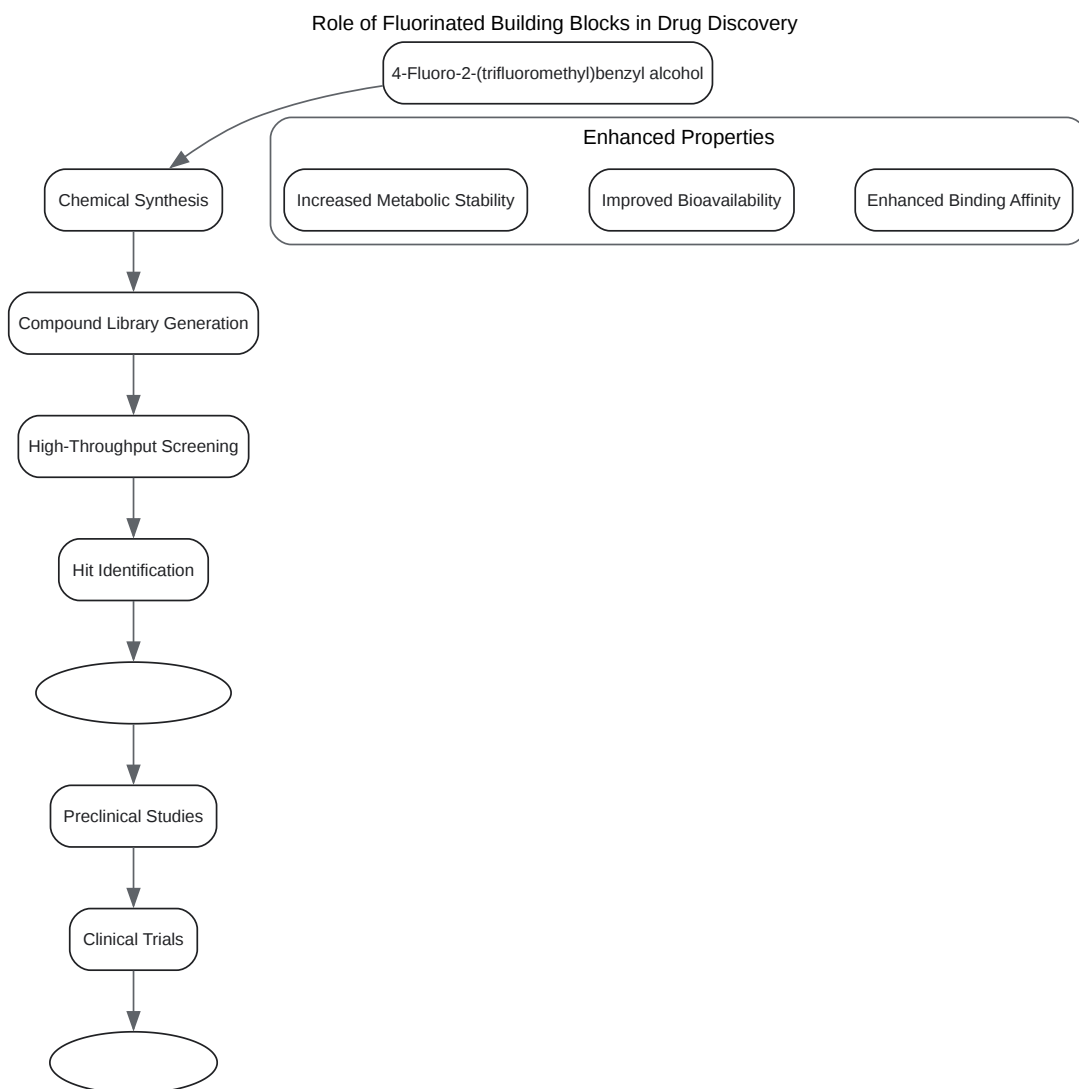 Role of Fluorinated Building Blocks in Drug Discovery
4-Fluoro-2-(trifluoromethyl)benzyl alcohol
Enhanced Properties
Chemical Synthesis
Increased Metabolic Stability
Improved Bioavailability
Enhanced Binding Affinity
Compound Library Generation
High-Throughput Screening
Hit Identification
Preclinical Studies
Clinical Trials